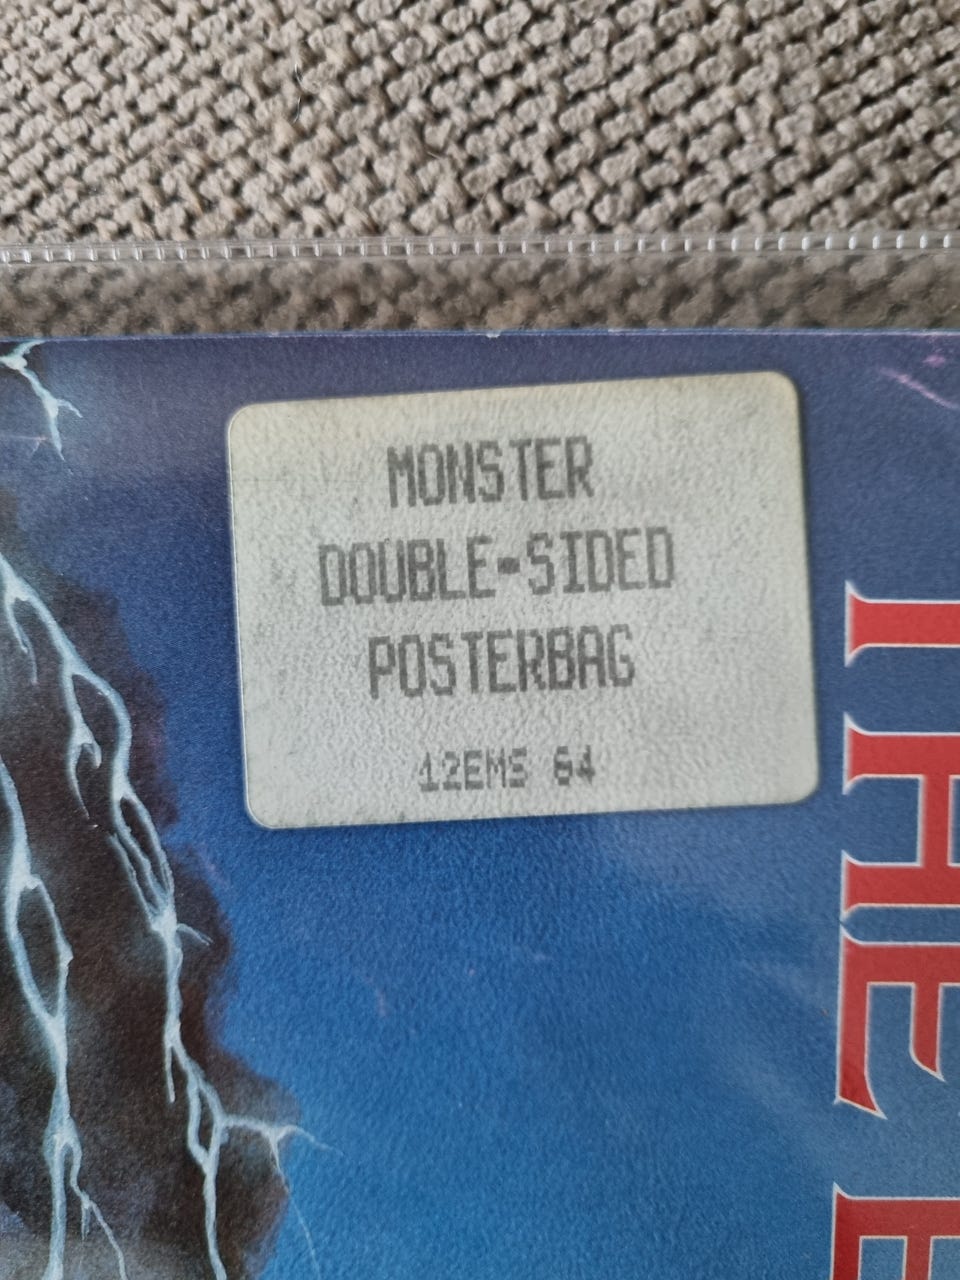 MONSTER
DOUBLE-SIDED
POSTERBAG
12EMS 64
THE E